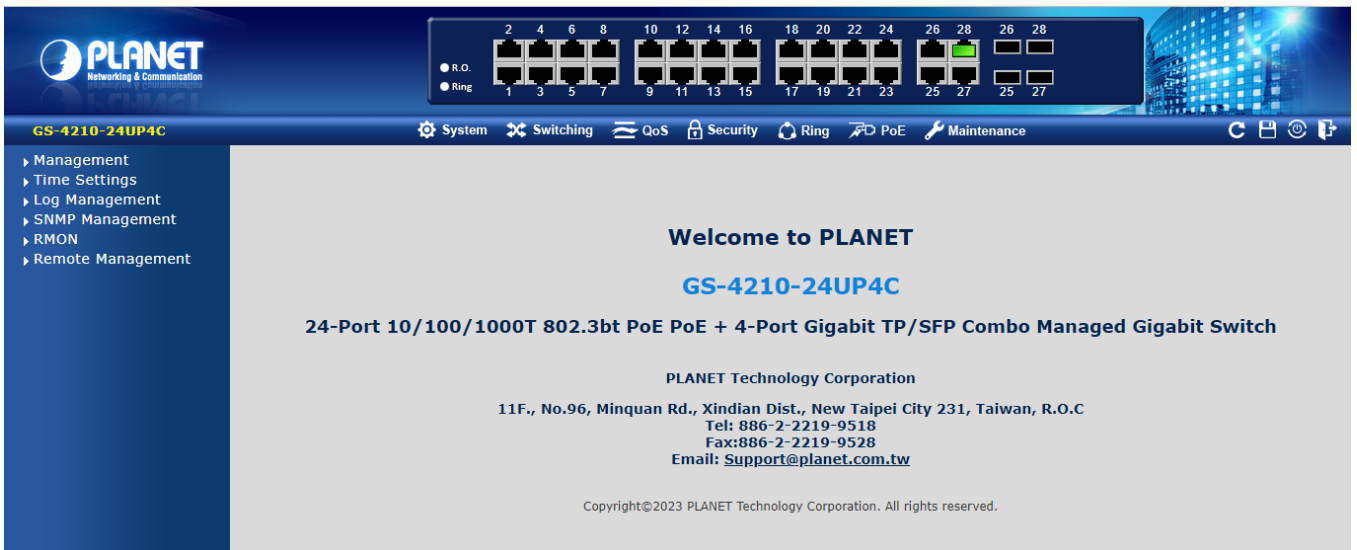 2 4 6 8 10 12 14 16 18 20 22 24 26 28 26 28
PLANET
Networking & Communication
R.O.
Ring
1 3 5 7 9 11 13 15 17 19 21 23 25 27 25 27
GS-4210-24UP4C
System Switching QoS Security Ring PoE Maintenance
Management
Time Settings
Log Management
SNMP Management
RMON
Remote Management
Welcome to PLANET
GS-4210-24UP4C
24-Port 10/100/1000T 802.3bt PoE PoE + 4-Port Gigabit TP/SFP Combo Managed Gigabit Switch
PLANET Technology Corporation
11F., No.96, Minquan Rd., Xindian Dist., New Taipei City 231, Taiwan, R.O.C
Tel: 886-2-2219-9518
Fax:886-2-2219-9528
Email: Support@planet.com.tw
Copyright©2023 PLANET Technology Corporation. All rights reserved.